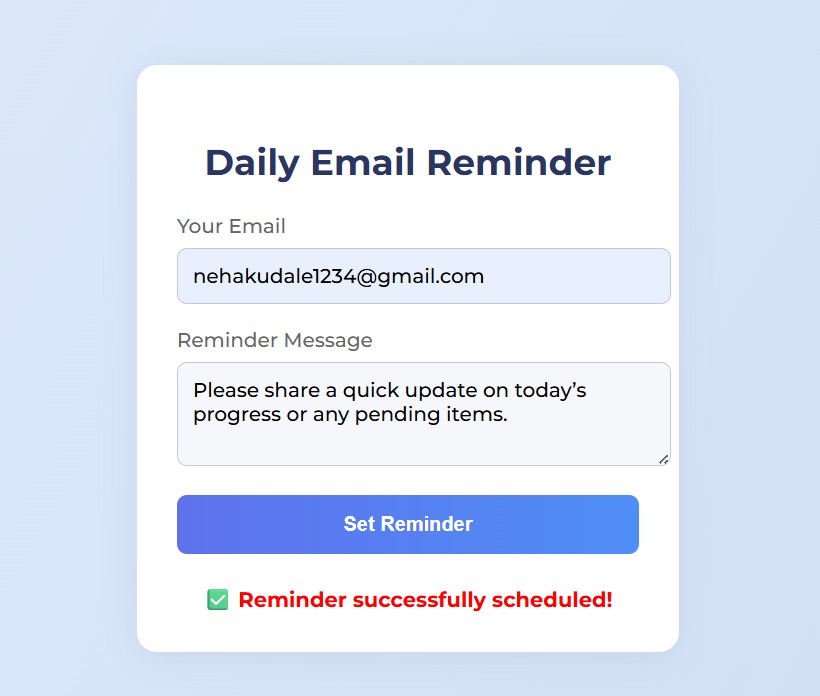 Daily Email Reminder
Your Email
nehakudale1234@gmail.com
Reminder Message
Please share a quick update on today’s
progress or any pending items.
Set Reminder
✅ Reminder successfully scheduled!